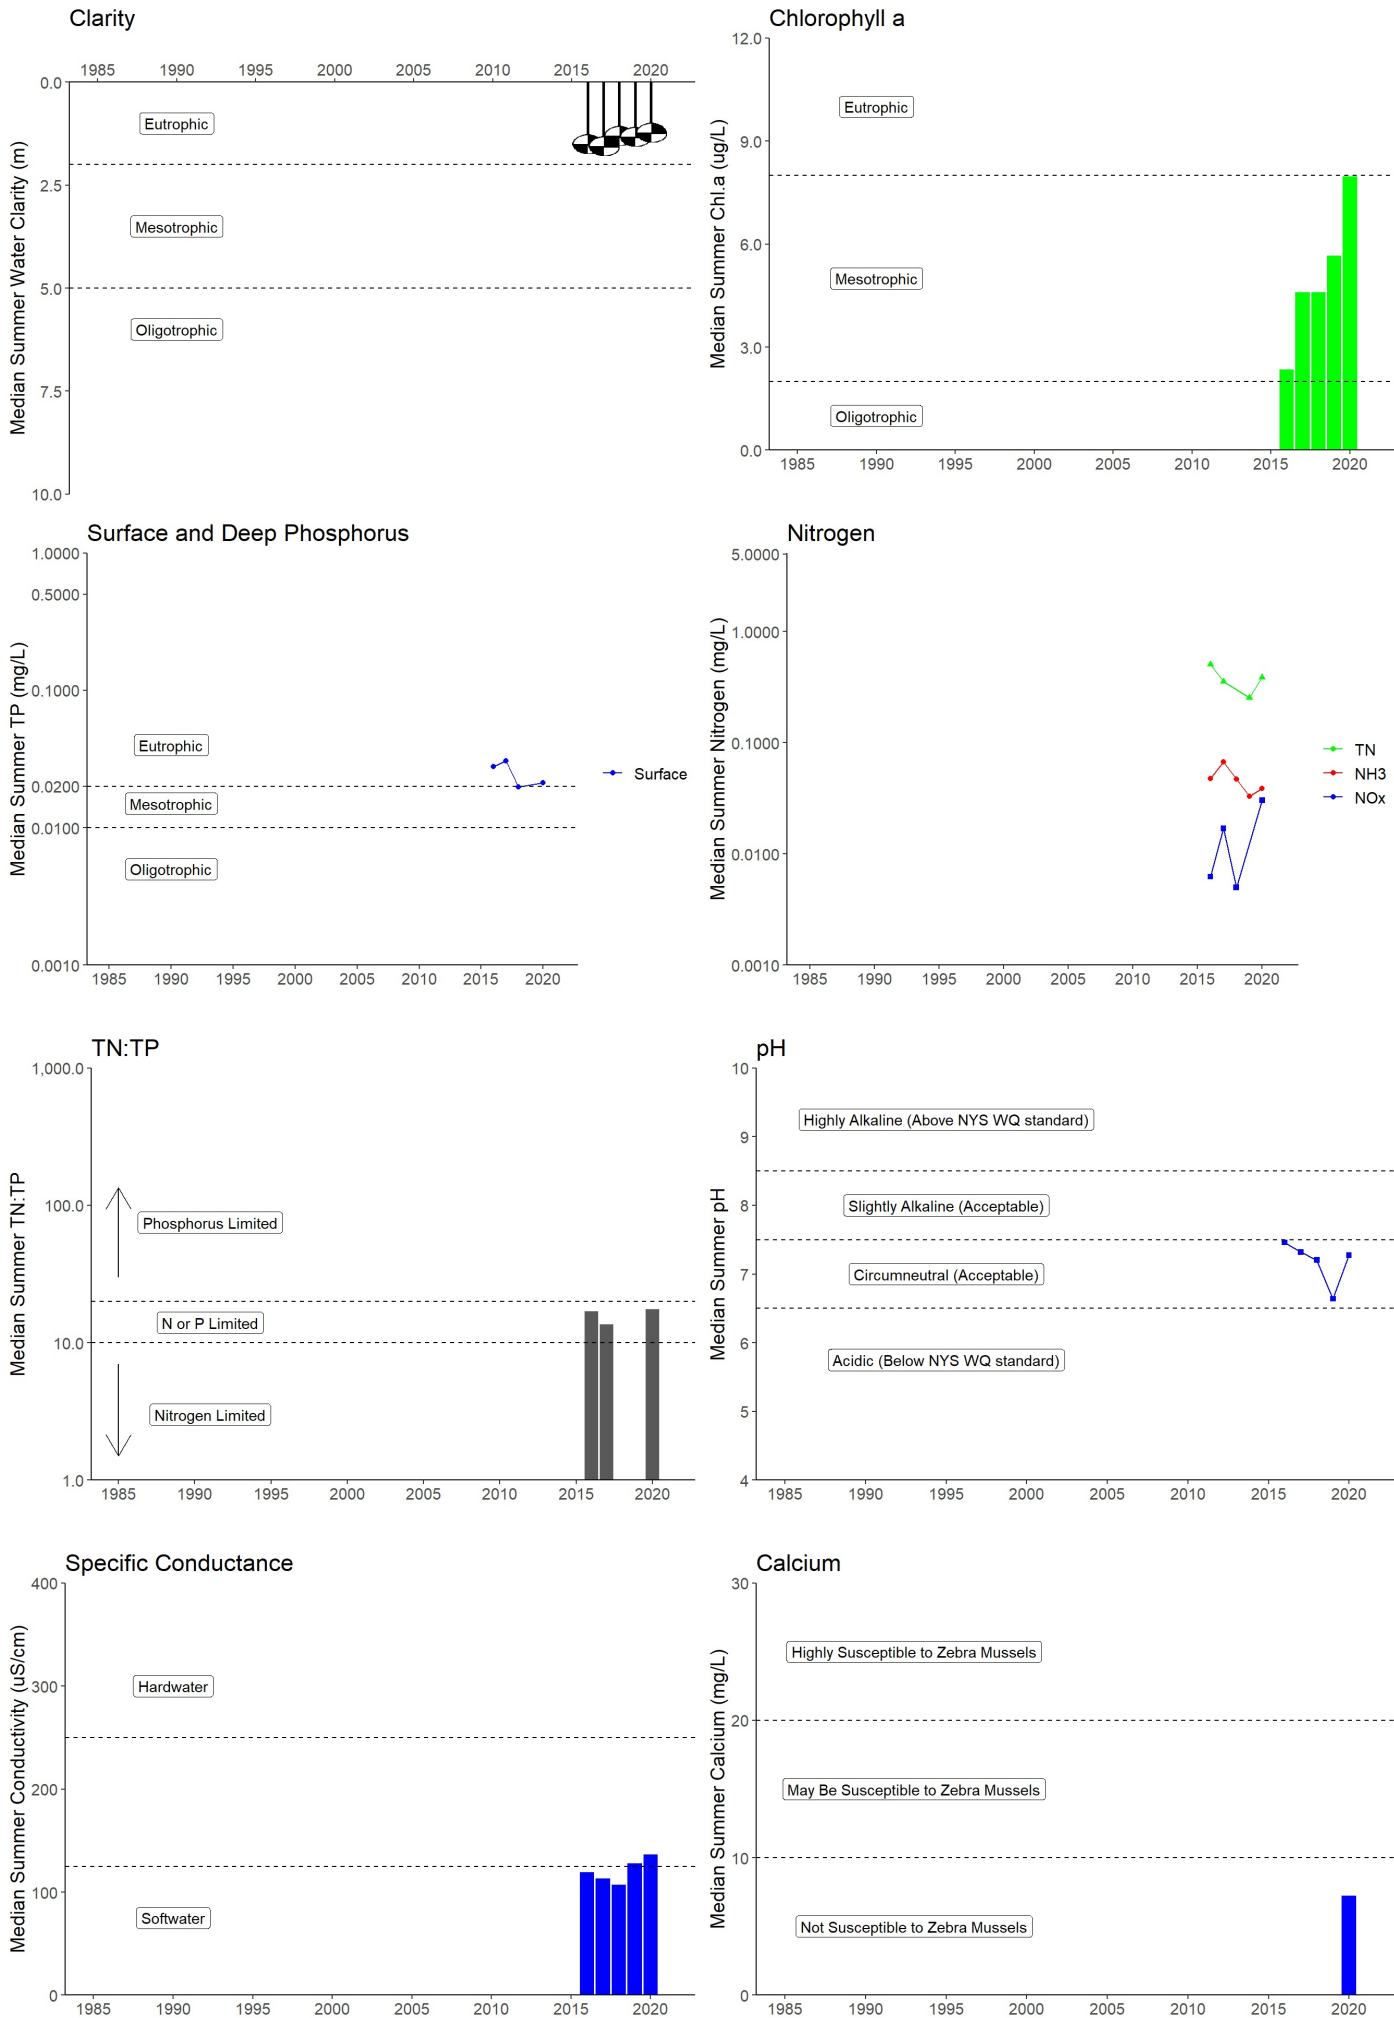 Clarity
1985 1990 1995 2000 2005 2010 2015 2020
Median Summer Water Clarity (m)
0.0
2.5
5.0
7.5
10.0
Eutrophic
Mesotrophic
Oligotrophic
Chlorophyll a
Median Summer Chl.a (ug/L)
12.0
9.0
6.0
3.0
0.0
Eutrophic
Mesotrophic
Oligotrophic
1985 1990 1995 2000 2005 2010 2015 2020
Surface and Deep Phosphorus
Median Summer TP (mg/L)
1.0000
0.5000
0.1000
0.0200
0.0100
0.0010
Eutrophic
Mesotrophic
Oligotrophic
Surface
1985 1990 1995 2000 2005 2010 2015 2020
Nitrogen
Median Summer Nitrogen (mg/L)
5.0000
1.0000
0.1000
0.0100
0.0010
TN
NH3
NOx
1985 1990 1995 2000 2005 2010 2015 2020
TN:TP
Median Summer TN:TP
1,000.0
100.0
10.0
1.0
Phosphorus Limited
N or P Limited
Nitrogen Limited
1985 1990 1995 2000 2005 2010 2015 2020
pH
Median Summer pH
10
9
8
7
6
5
4
Highly Alkaline (Above NYS WQ standard)
Slightly Alkaline (Acceptable)
Circumneutral (Acceptable)
Acidic (Below NYS WQ standard)
1985 1990 1995 2000 2005 2010 2015 2020
Specific Conductance
Median Summer Conductivity (uS/cm)
400
300
200
100
0
Hardwater
Softwater
1985 1990 1995 2000 2005 2010 2015 2020
Calcium
Median Summer Calcium (mg/L)
30
20
10
0
Highly Susceptible to Zebra Mussels
May Be Susceptible to Zebra Mussels
Not Susceptible to Zebra Mussels
1985 1990 1995 2000 2005 2010 2015 2020